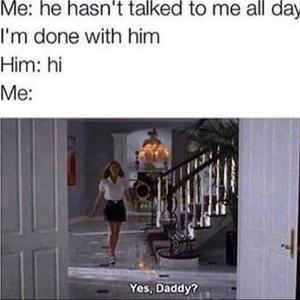 Me: he hasn't talked to me all day
I'm done with him
Him: hi
Me:
Yes, Daddy?